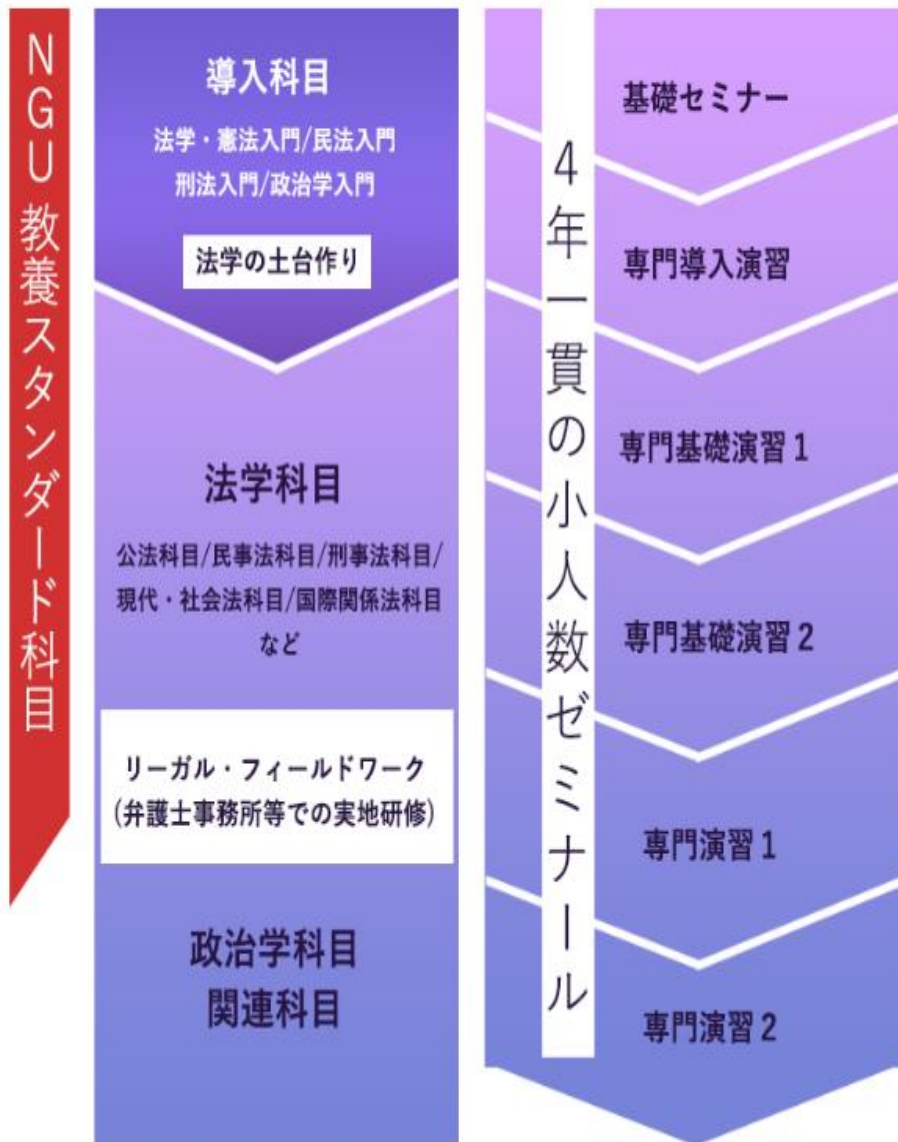 NGU教養スタンダード科目
導入科目
法学・憲法入門/民法入門
刑法入門/政治学入門
法学の土台作り
法学科目
公法科目/民事法科目/刑事法科目/
現代・社会法科目/国際関係法科目
など
リーガル・フィールドワーク
(弁護士事務所等での実地研修)
政治学科目
関連科目
4年一貫の小人数ゼミナール
基礎セミナー
専門導入演習
専門基礎演習1
専門基礎演習2
専門演習1
専門演習2